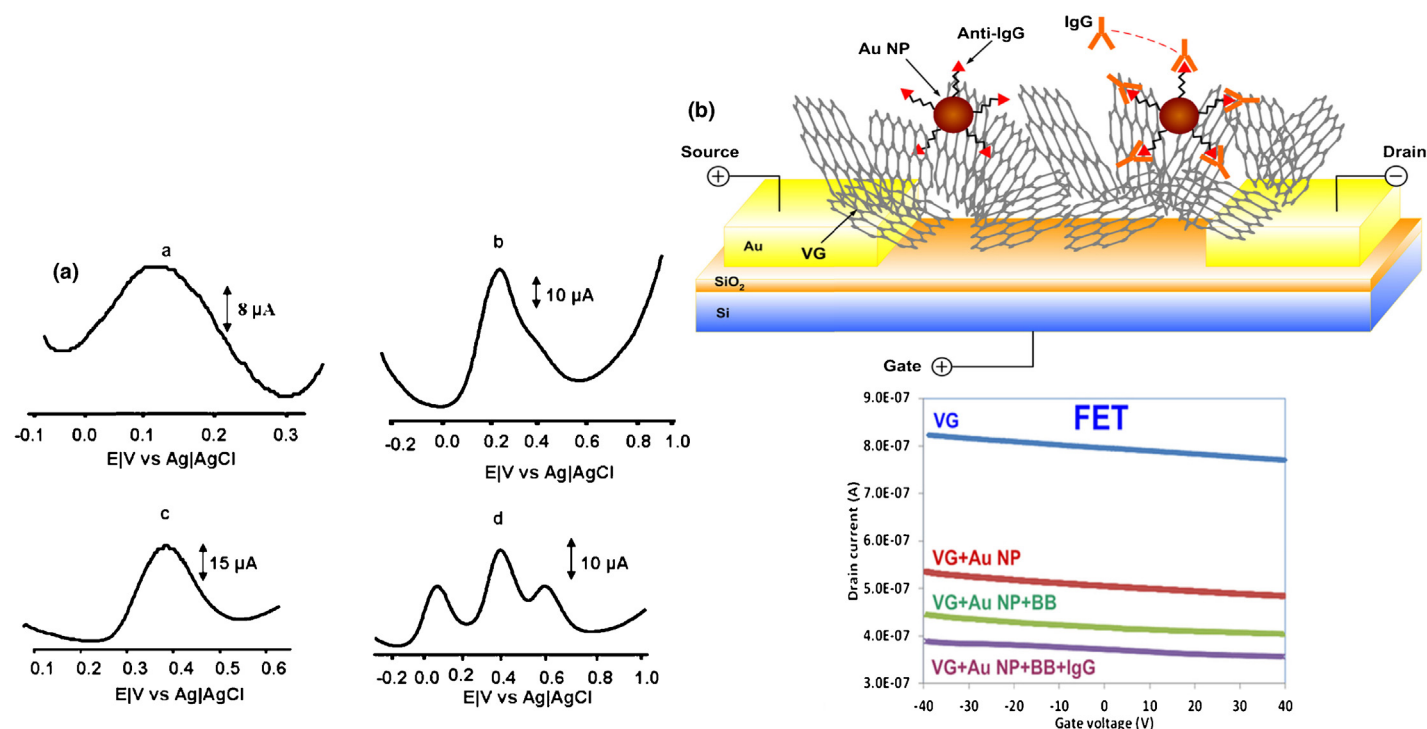 (a)
a
8 μA
-0.1 0.0 0.1 0.2 0.3
E|V vs Ag|AgCl
b
10 μA
-0.2 0.0 0.2 0.4 0.6 0.8 1.0
E|V vs Ag|AgCl
c
15 μA
0.1 0.2 0.3 0.4 0.5 0.6
E|V vs Ag|AgCl
d
10 μA
-0.2 0.0 0.2 0.4 0.6 0.8 1.0
E|V vs Ag|AgCl
(b)
Au NP
Anti-IgG
IgG
Source
+
Drain
−
Au
VG
SiO2
Si
Gate +
FET
9.0E-07
8.0E-07
7.0E-07
6.0E-07
5.0E-07
4.0E-07
3.0E-07
Drain current (A)
VG
VG+Au NP
VG+Au NP+BB
VG+Au NP+BB+IgG
-40 -30 -20 -10 0 10 20 30 40
Gate voltage (V)